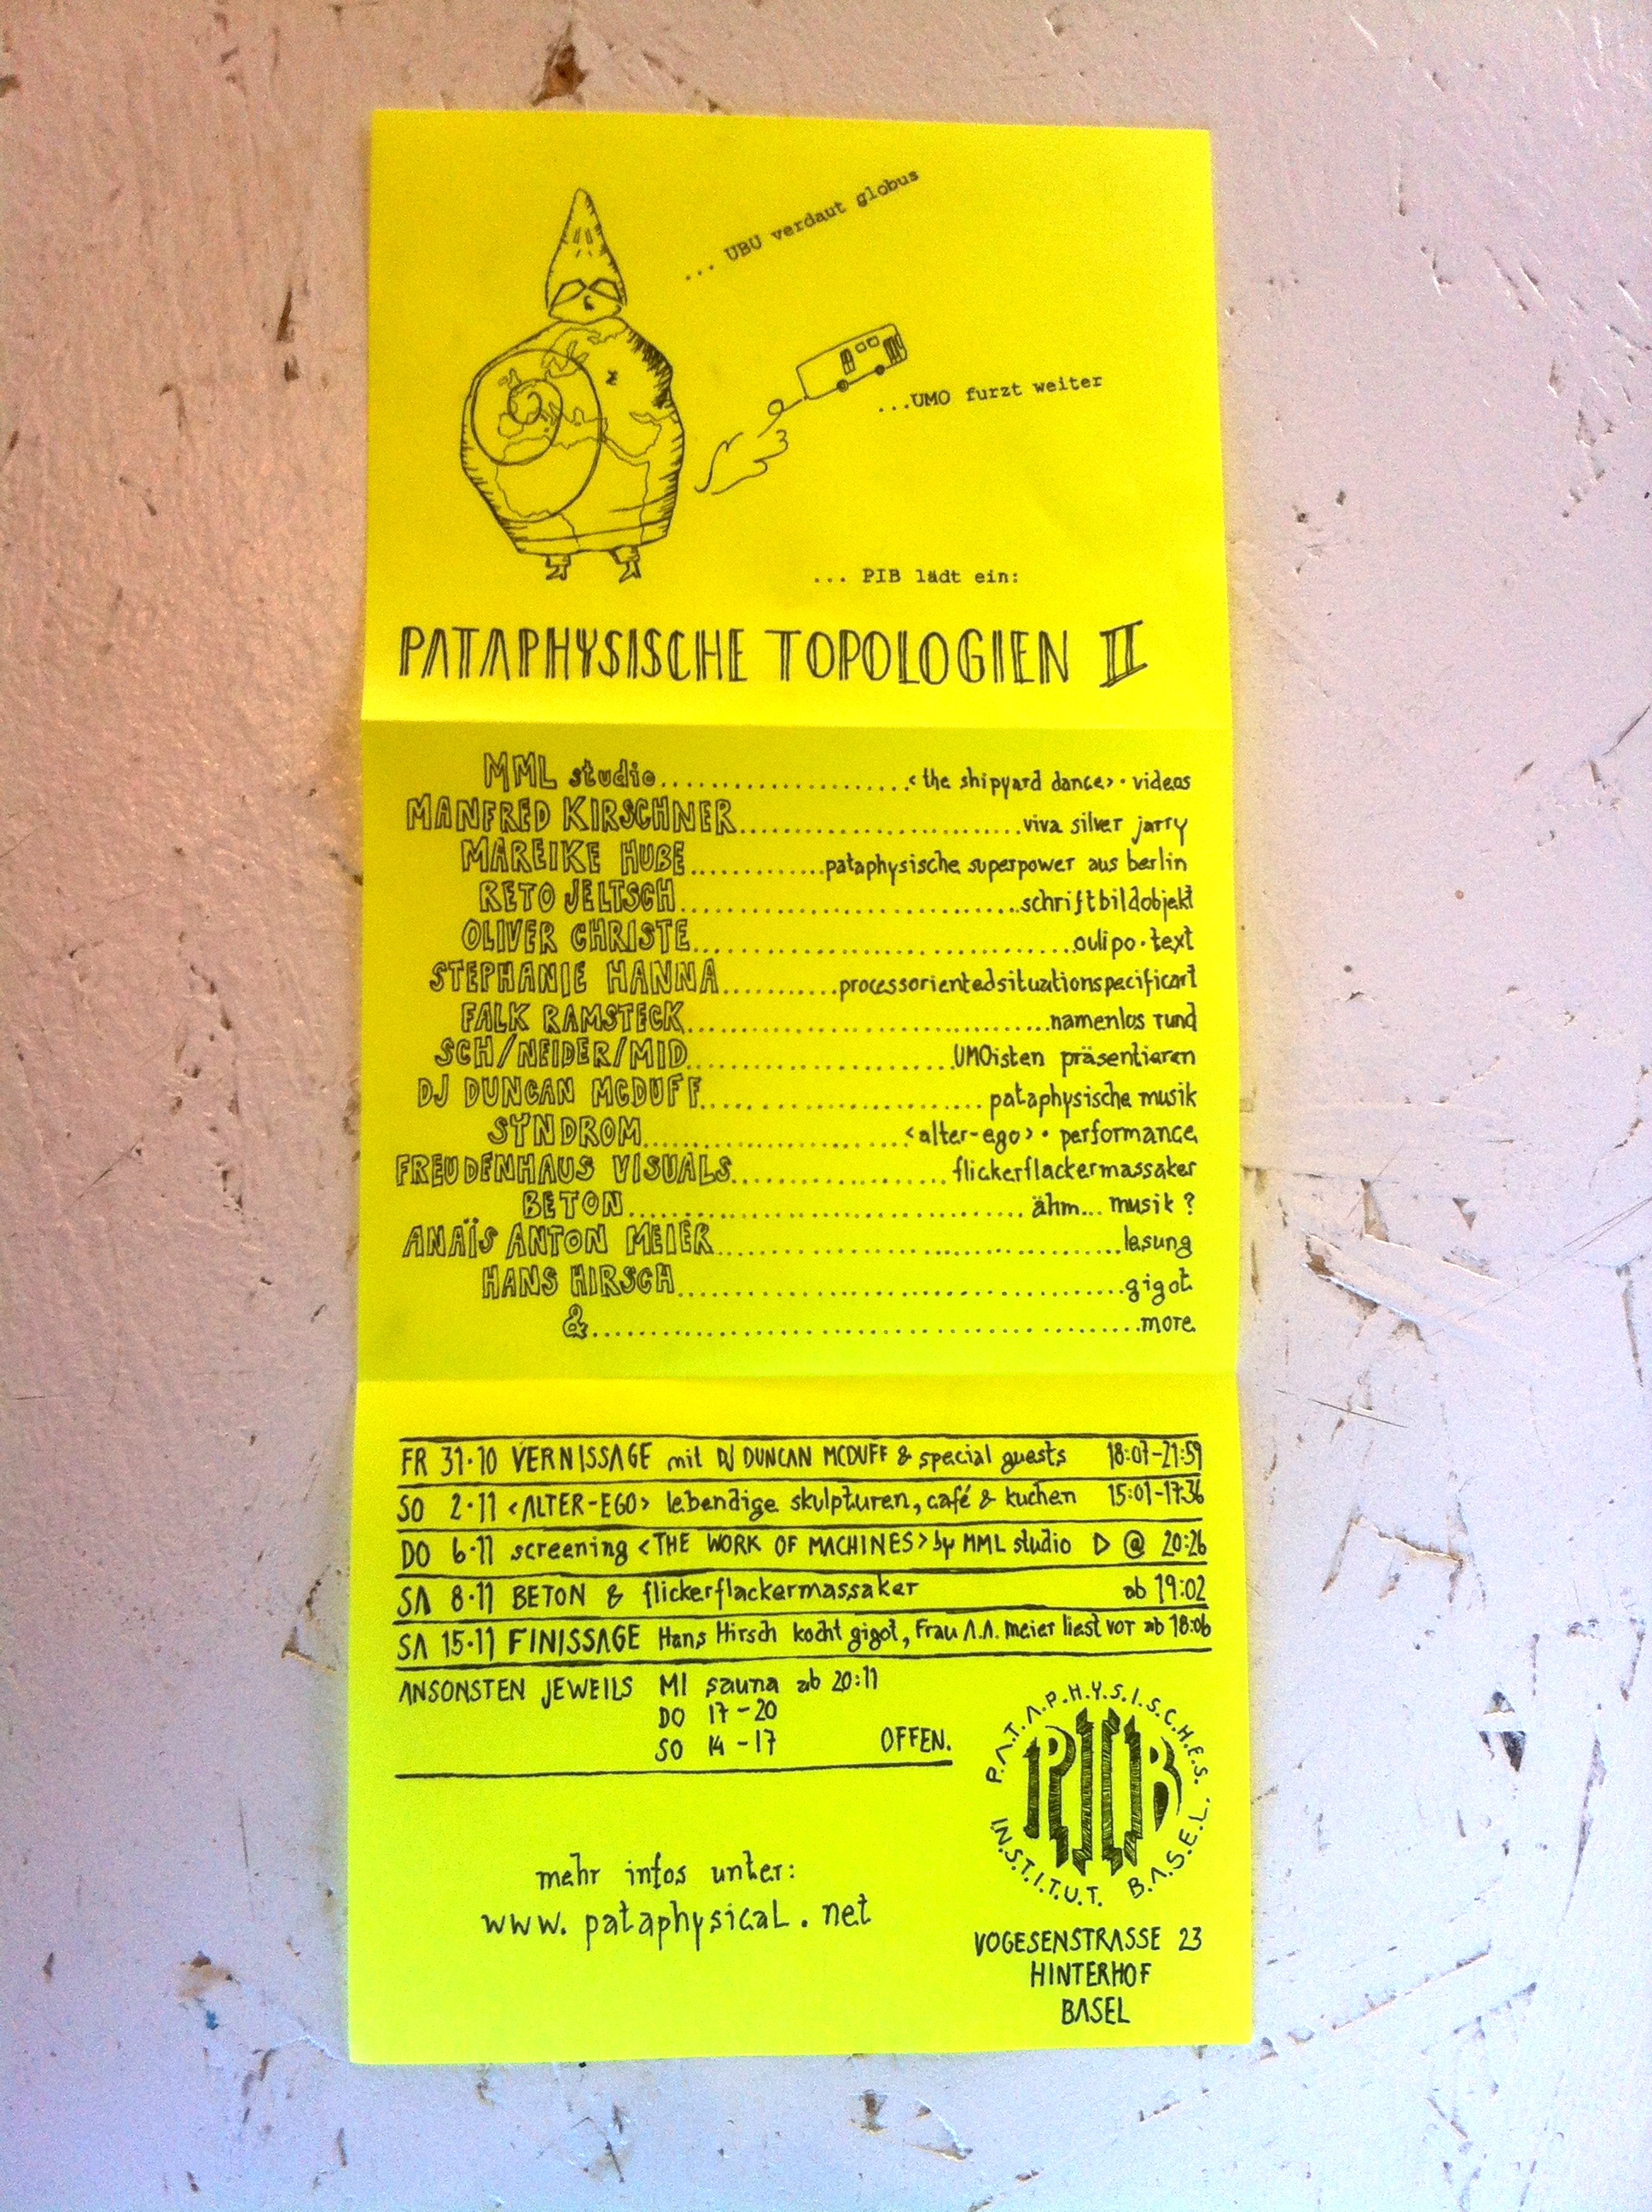 ... UBU verdaut globus
...UMO furzt weiter
... PIB lädt ein:
PATAPHYSISCHE TOPOLOGIEN II
MML studio......................<the shipyard dance> · videos
MANFRED KIRSCHNER............................viva silver jarry
MAREIKE HUBE.............pataphysische superpower aus berlin
RETO JELTSCH..................................schriftbildobjekt
OLIVER CHRISTE......................................oulipo · text
STEPHANIE HANNA...........processorientedsituationspecificart
FALK RAMSTECK....................................namenlos rund
SCH/NEIDER/MID..........................UMOisten präsentieren
DJ DUNCAN MCDUFF............................pataphysische musik
SYNDROM..........................<alter-ego> · performance
FREUDENHAUS VISUALS.....................flickerflackermassaker
BETON........................................ähm... musik ?
ANAÏS ANTON MEIER........................................lesung
HANS HIRSCH.............................................gigot
&.......................................................more
FR 31·10 VERNISSAGE mit DJ DUNCAN MCDUFF & special guests 18:07-21:59
SO 2·11 <ALTER-EGO> lebendige skulpturen, café & kuchen 15:01-17:36
DO 6·11 screening <THE WORK OF MACHINES> by MML studio ▷ @ 20:26
SA 8·11 BETON & flickerflackermassaker ab 19:02
SA 15·11 FINISSAGE Hans Hirsch kocht gigot, Frau A.A. Meier liest vor ab 18:06
ANSONSTEN JEWEILS MI sauna ab 20:11
DO 17-20
SO 14-17 OFFEN.
P.A.T.A.P.H.Y.S.I.S.C.H.E.S.
PIB
I.N.S.T.I.T.U.T. B.A.S.E.L.
mehr infos unter:
www.pataphysical.net
VOGESENSTRASSE 23
HINTERHOF
BASEL